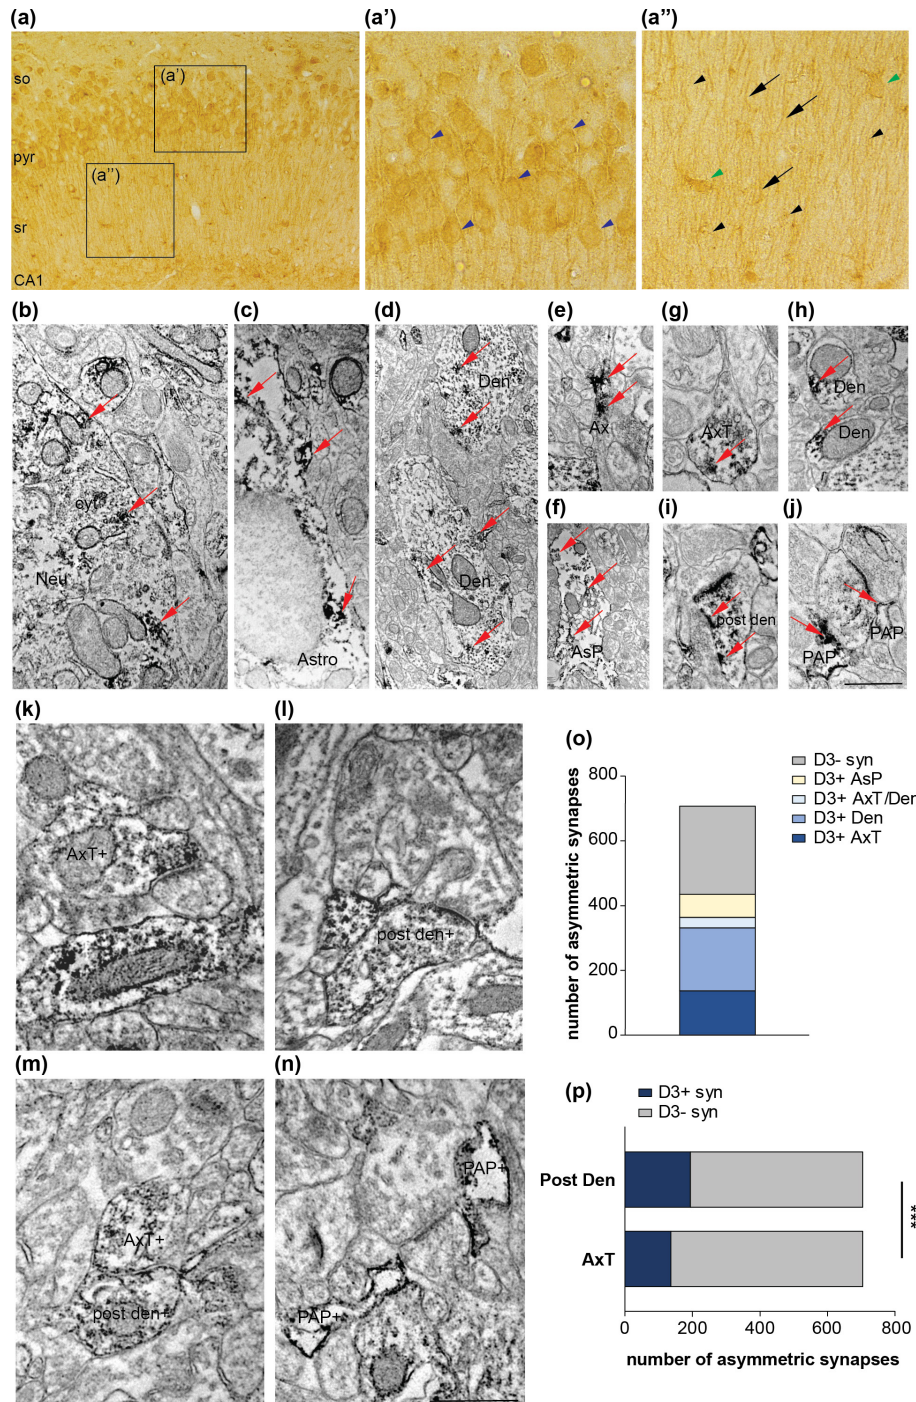 (a)
(a')
(a'')
so
(a')
pyr
(a'')
sr
CA1
(b)
(c)
(d)
(e)
(g)
(h)
Den
Den
Ax
AxT
Den
cyt
(f)
(i)
(j)
Neu
Den
post den
PAP
Astro
AsP
PAP
(k)
(l)
(o)
D3- syn
D3+ AsP
D3+ AxT/Den
D3+ Den
D3+ AxT
AxT+
post den+
number of asymmetric synapses
800
600
400
200
0
(m)
(n)
(p)
D3+ syn
D3- syn
PAP+
AxT+
post den+
PAP+
Post Den
AxT
***
0 200 400 600 800
number of asymmetric synapses